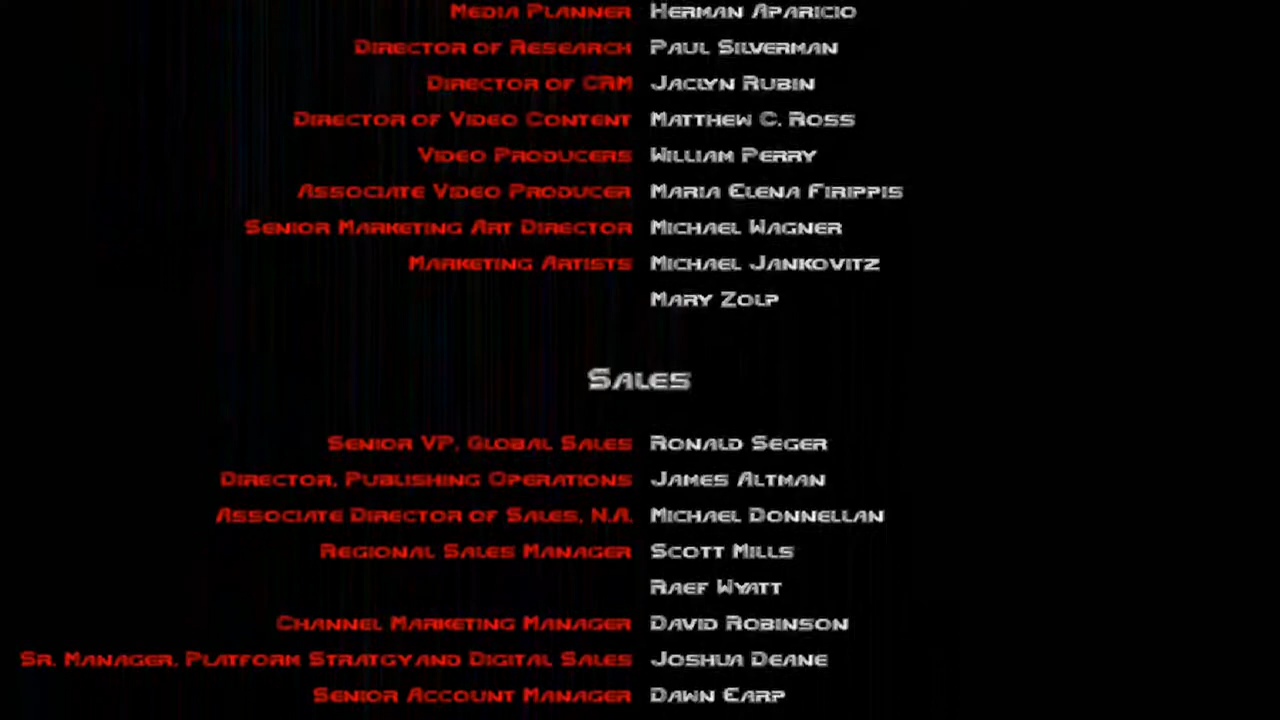 Media Planner Herman Aparicio
Director of Research Paul Silverman
Director of CRM Jaclyn Rubin
Director of Video Content Matthew C. Ross
Video Producers William Perry
Associate Video Producer Maria Elena Firippis
Senior Marketing Art Director Michael Wagner
Marketing Artists Michael Jankovitz
Mary Zolp
Sales
Senior VP, Global Sales Ronald Seger
Director, Publishing Operations James Altman
Associate Director of Sales, N.A. Michael Donnellan
Regional Sales Manager Scott Mills
Raef Wyatt
Channel Marketing Manager David Robinson
Sr. Manager, Platform Stratgy and Digital Sales Joshua Deane
Senior Account Manager Dawn Earp